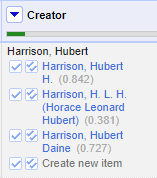 Creator
Harrison, Hubert
Harrison, Hubert
H. (0.842)
Harrison, H. L. H.
(Horace Leonard
Hubert) (0.381)
Harrison, Hubert
Daine (0.727)
Create new item